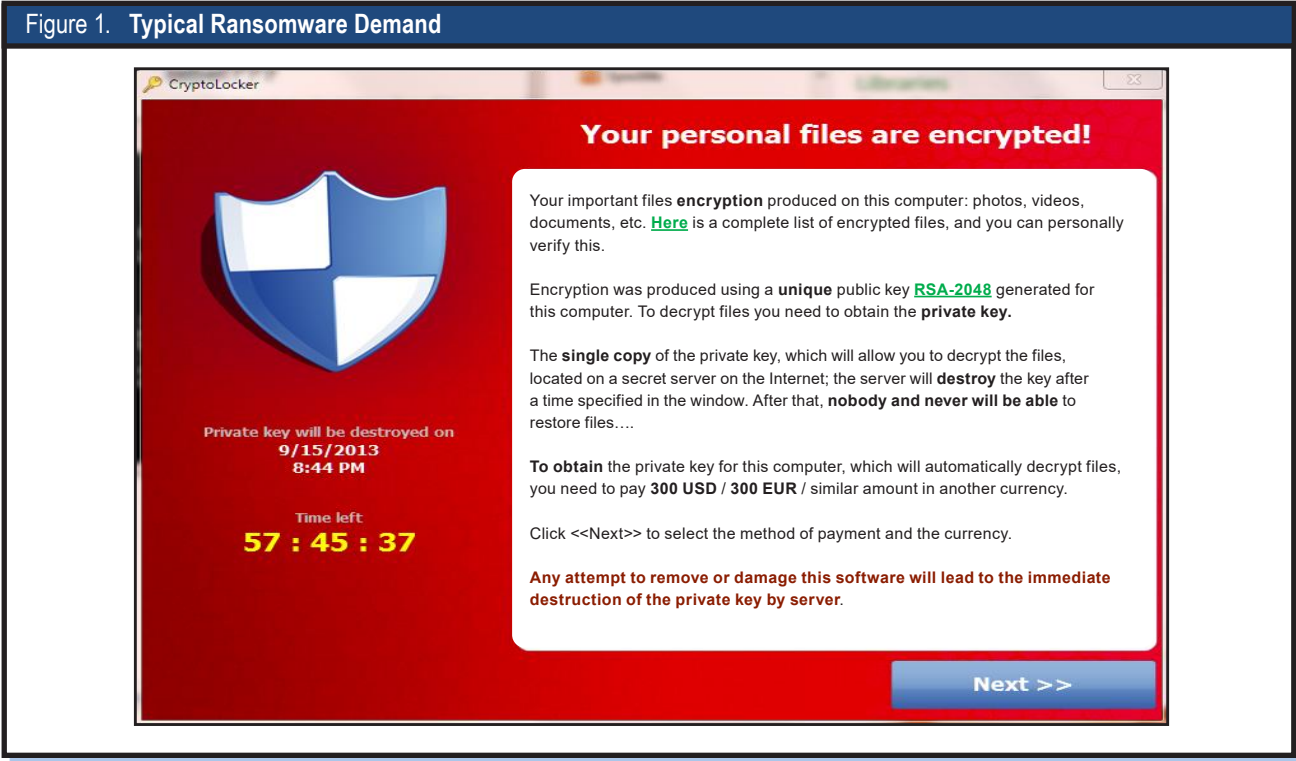 Figure 1. Typical Ransomware Demand
CryptoLocker
Your personal files are encrypted!
Your important files encryption produced on this computer: photos, videos,
documents, etc. Here is a complete list of encrypted files, and you can personally
verify this.
Encryption was produced using a unique public key RSA-2048 generated for
this computer. To decrypt files you need to obtain the private key.
The single copy of the private key, which will allow you to decrypt the files,
located on a secret server on the Internet; the server will destroy the key after
a time specified in the window. After that, nobody and never will be able to
restore files….
To obtain the private key for this computer, which will automatically decrypt files,
you need to pay 300 USD / 300 EUR / similar amount in another currency.
Click <<Next>> to select the method of payment and the currency.
Any attempt to remove or damage this software will lead to the immediate
destruction of the private key by server.
Private key will be destroyed on
9/15/2013
8:44 PM
Time left
57 : 45 : 37
Next >>